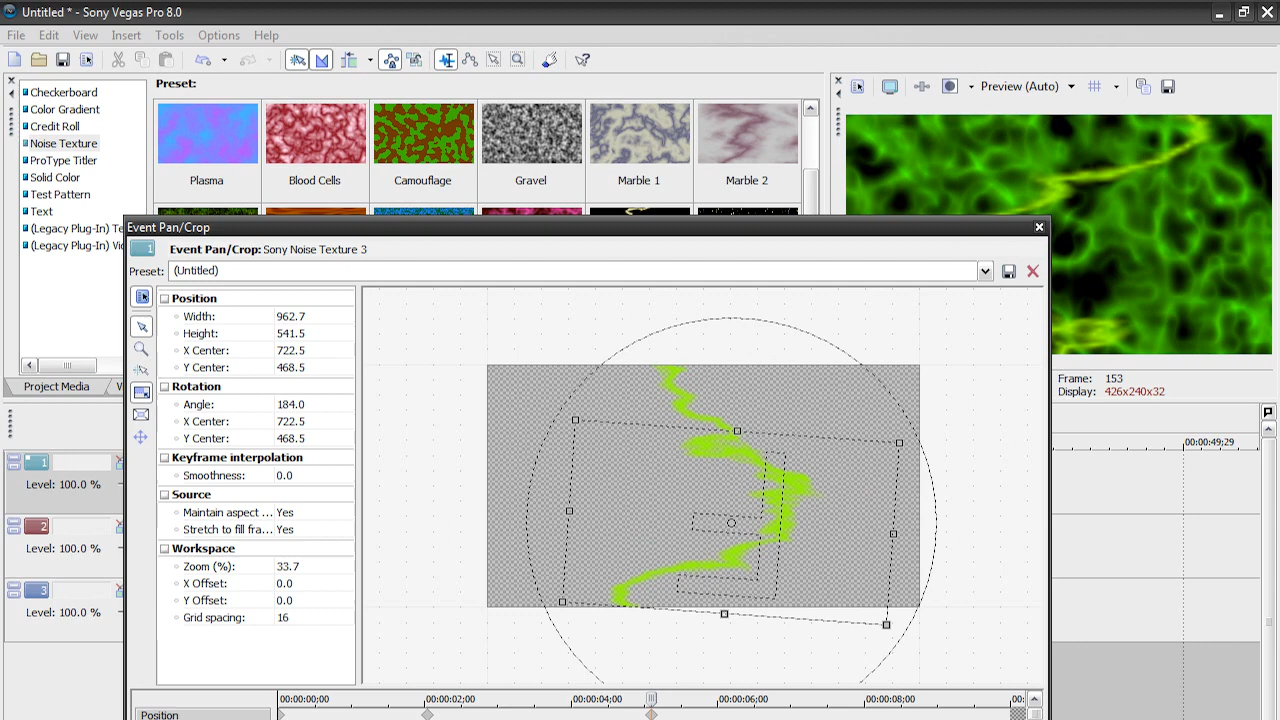 Untitled * - Sony Vegas Pro 8.0
File Edit View Insert Tools Options Help
Preset:
Checkerboard
Color Gradient
Credit Roll
Noise Texture
ProType Titler
Solid Color
Test Pattern
Text
(Legacy Plug-In) Te
(Legacy Plug-In) Vi
Plasma Blood Cells Camouflage Gravel Marble 1 Marble 2
Preview (Auto)
Project Media
Frame: 153
Display: 426x240x32
00:00:49;29
1
Level: 100.0 %
2
Level: 100.0 %
3
Level: 100.0 %
Event Pan/Crop
1
Event Pan/Crop: Sony Noise Texture 3
Preset: (Untitled)
Position
Width: 962.7
Height: 541.5
X Center: 722.5
Y Center: 468.5
Rotation
Angle: 184.0
X Center: 722.5
Y Center: 468.5
Keyframe interpolation
Smoothness: 0.0
Source
Maintain aspect ... Yes
Stretch to fill fra... Yes
Workspace
Zoom (%): 33.7
X Offset: 0.0
Y Offset: 0.0
Grid spacing: 16
F
00:00:00;00 00:00:02;00 00:00:04;00 00:00:06;00 00:00:08;00 00:
Position